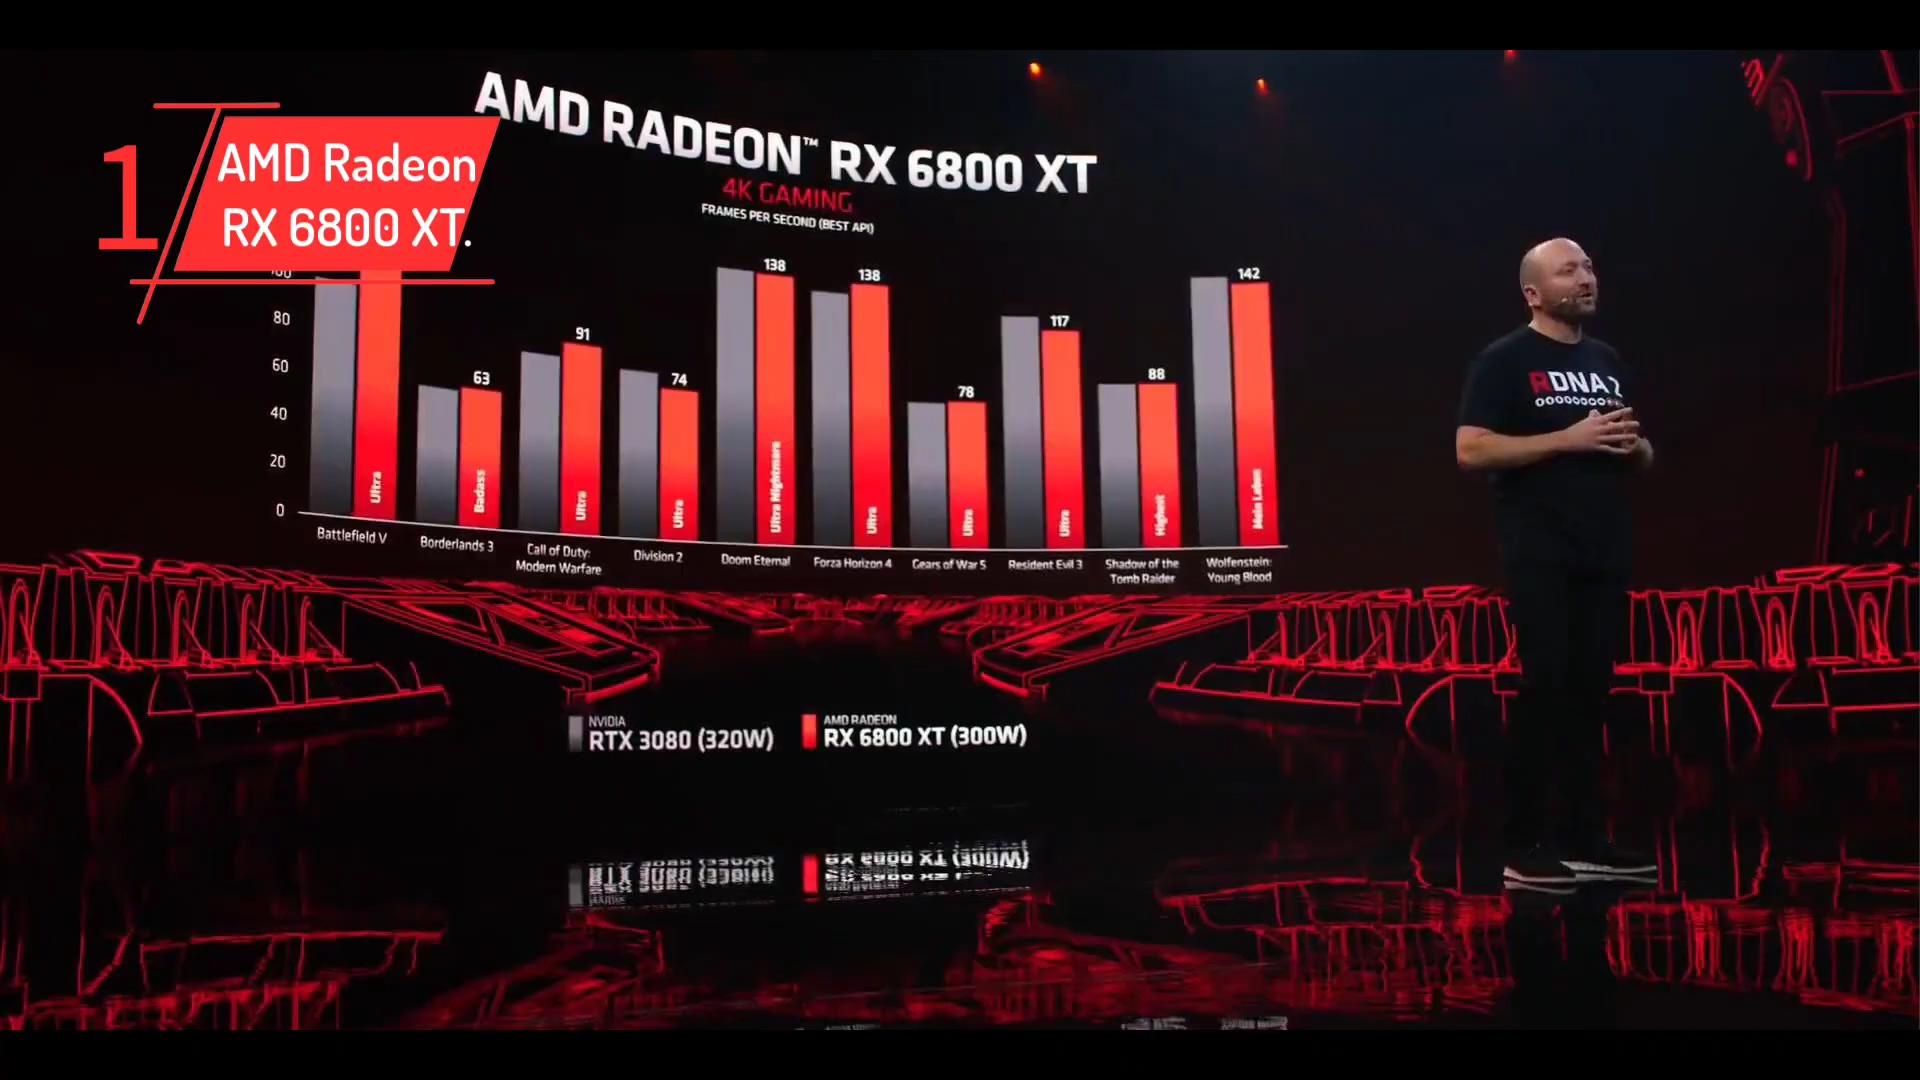 1
AMD Radeon
RX 6800 XT.
AMD RADEON™ RX 6800 XT
4K GAMING
FRAMES PER SECOND (BEST API)
138
138
142
80
91
117
60
63
74
88
40
78
20
0
Ultra
Badass
Ultra
Ultra
Ultra Nightmare
Ultra
Ultra
Ultra
Highest
Mein Leben
Battlefield V
Borderlands 3
Call of Duty:
Modern Warfare
Division 2
Doom Eternal
Forza Horizon 4
Gears of War 5
Resident Evil 3
Shadow of the
Tomb Raider
Wolfenstein:
Young Blood
RDNA 2
NVIDIA
RTX 3080 (320W)
AMD RADEON
RX 6800 XT (300W)